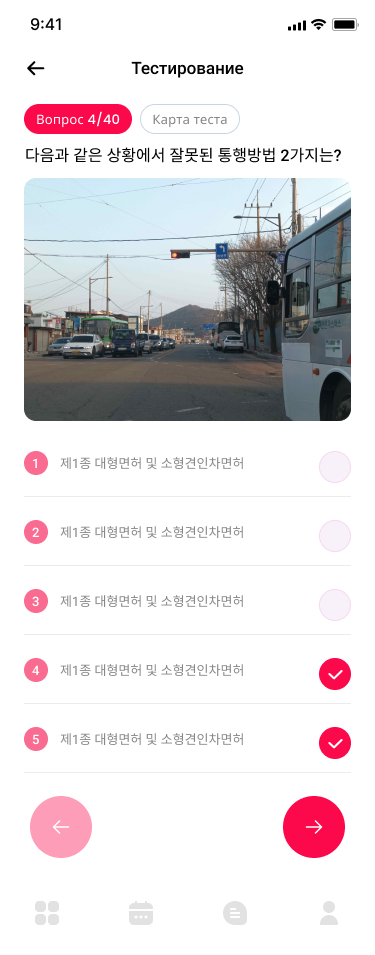 9:41
Тестирование
Вопрос 4/40
Карта теста
다음과 같은 상황에서 잘못된 통행방법 2가지는?
1 제1종 대형면허 및 소형견인차면허
2 제1종 대형면허 및 소형견인차면허
3 제1종 대형면허 및 소형견인차면허
4 제1종 대형면허 및 소형견인차면허
5 제1종 대형면허 및 소형견인차면허